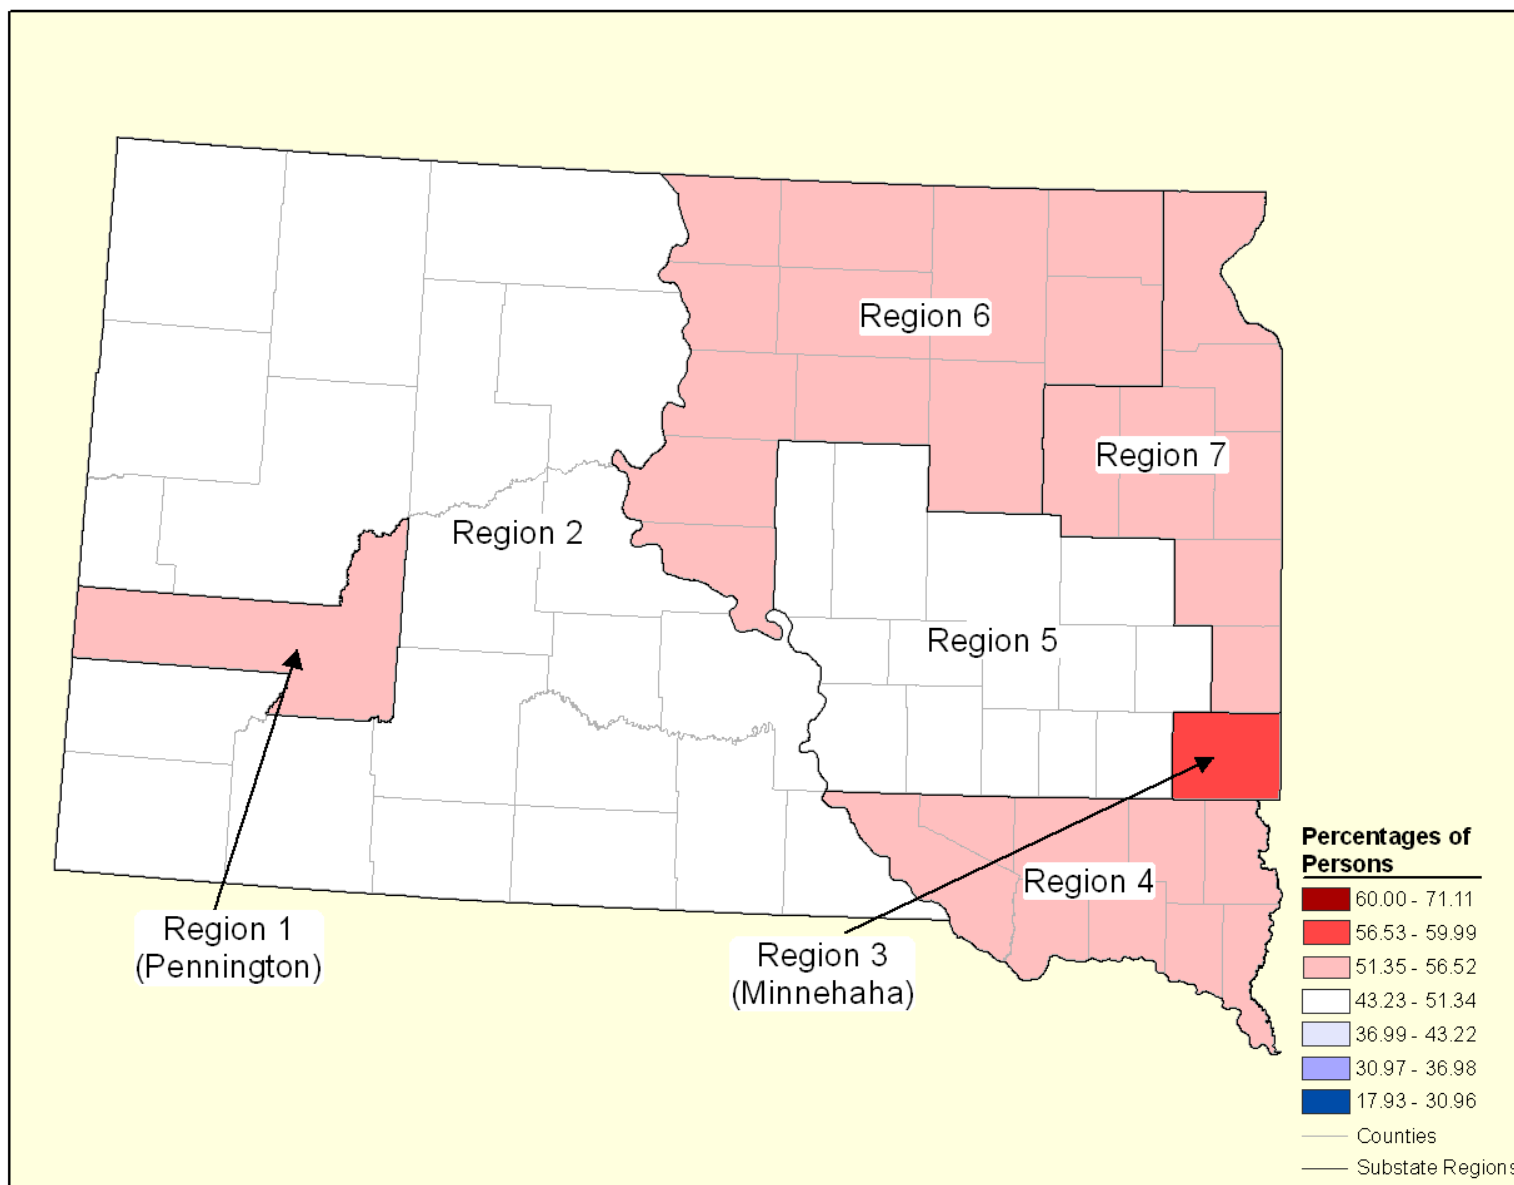 Region 6
Region 7
Region 2
Region 5
Region 4
Region 1
(Pennington)
Region 3
(Minnehaha)
Percentages of
Persons
60.00 - 71.11
56.53 - 59.99
51.35 - 56.52
43.23 - 51.34
36.99 - 43.22
30.97 - 36.98
17.93 - 30.96
Counties
Substate Regions